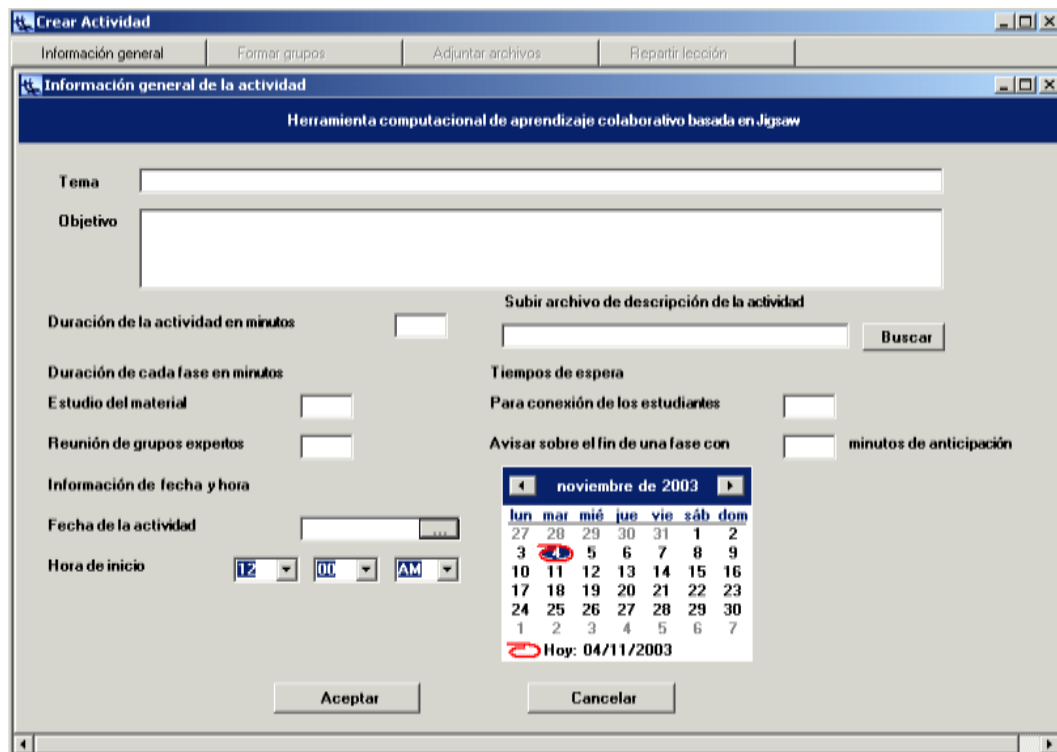 Crear Actividad
Información general Formar grupos Adjuntar archivos Repartir lección
Información general de la actividad
Herramienta computacional de aprendizaje colaborativo basada en Jigsaw
Tema
Objetivo
Subir archivo de descripción de la actividad
Duración de la actividad en minutos
Buscar
Duración de cada fase en minutos Tiempos de espera
Estudio del material Para conexión de los estudiantes
Reunión de grupos expertos Avisar sobre el fin de una fase con minutos de anticipación
Información de fecha y hora
noviembre de 2003
Fecha de la actividad ...
Hora de inicio 12 00 AM
lun mar mié jue vie sáb dom
27 28 29 30 31 1 2
3 4 5 6 7 8 9
10 11 12 13 14 15 16
17 18 19 20 21 22 23
24 25 26 27 28 29 30
1 2 3 4 5 6 7
Hoy: 04/11/2003
Aceptar Cancelar